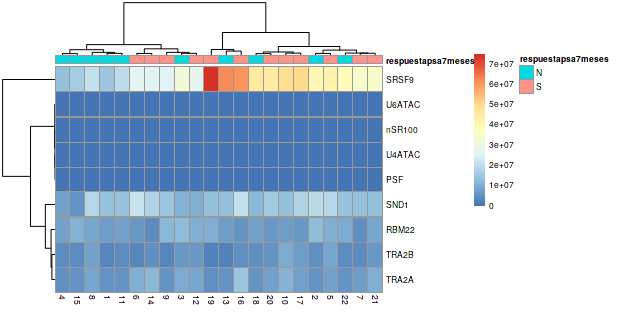 respuestapsa7meses
SRSF9
U6ATAC
nSR100
U4ATAC
PSF
SND1
RBM22
TRA2B
TRA2A
4 15 8 1 11 6 14 9 3 12 19 13 16 18 20 10 17 2 5 22 7 21
7e+07
6e+07
5e+07
4e+07
3e+07
2e+07
1e+07
0
respuestapsa7meses
N
S